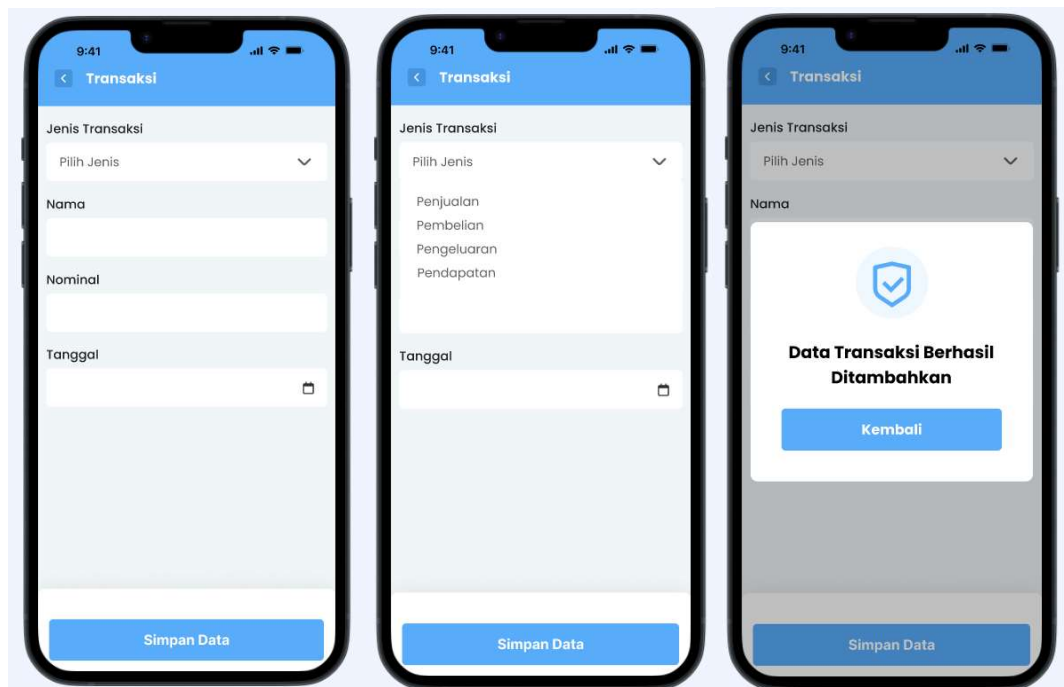 9:41
Transaksi
Jenis Transaksi
Pilih Jenis
Nama
Nominal
Tanggal
Simpan Data
9:41
Transaksi
Jenis Transaksi
Pilih Jenis
Penjualan
Pembelian
Pengeluaran
Pendapatan
Tanggal
Simpan Data
9:41
Transaksi
Jenis Transaksi
Pilih Jenis
Nama
Data Transaksi Berhasil
Ditambahkan
Kembali
Simpan Data